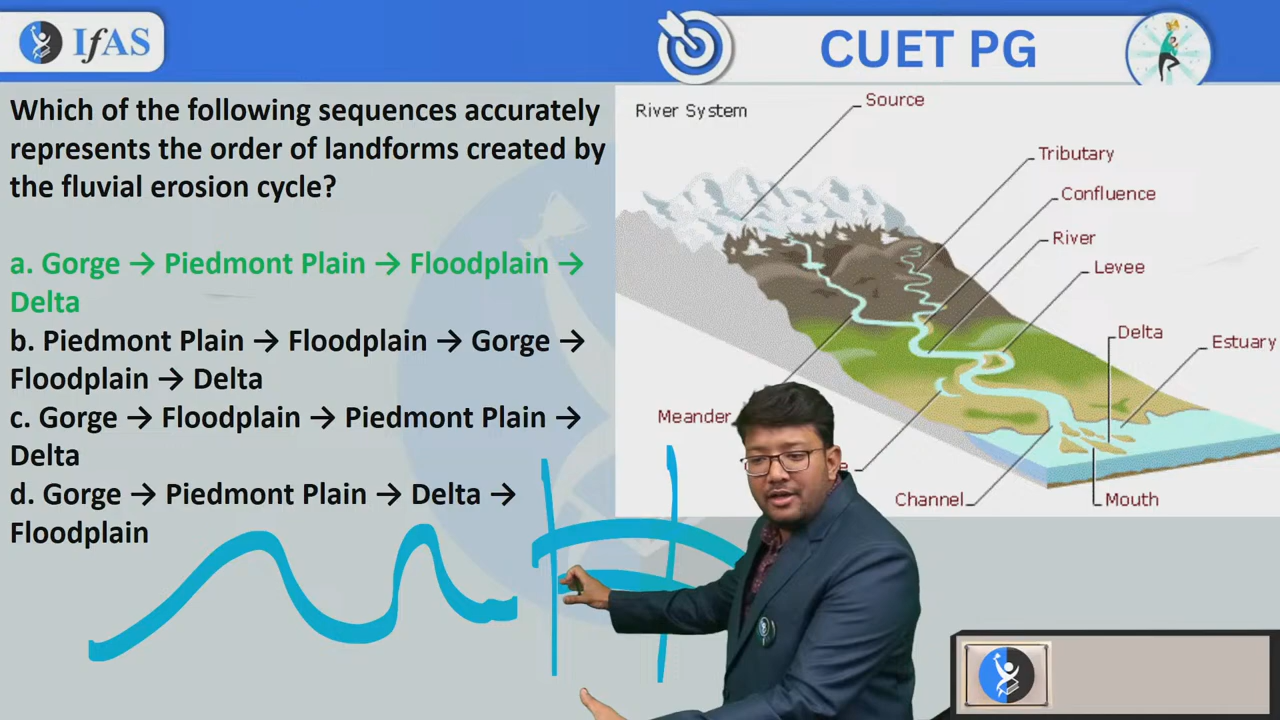 IfAS
CUET PG
Which of the following sequences accurately
represents the order of landforms created by
the fluvial erosion cycle?
a. Gorge → Piedmont Plain → Floodplain →
Delta
b. Piedmont Plain → Floodplain → Gorge →
Floodplain → Delta
c. Gorge → Floodplain → Piedmont Plain →
Delta
d. Gorge → Piedmont Plain → Delta →
Floodplain
River System
Source
Tributary
Confluence
River
Levee
Delta
Estuary
Meander
Channel
Mouth